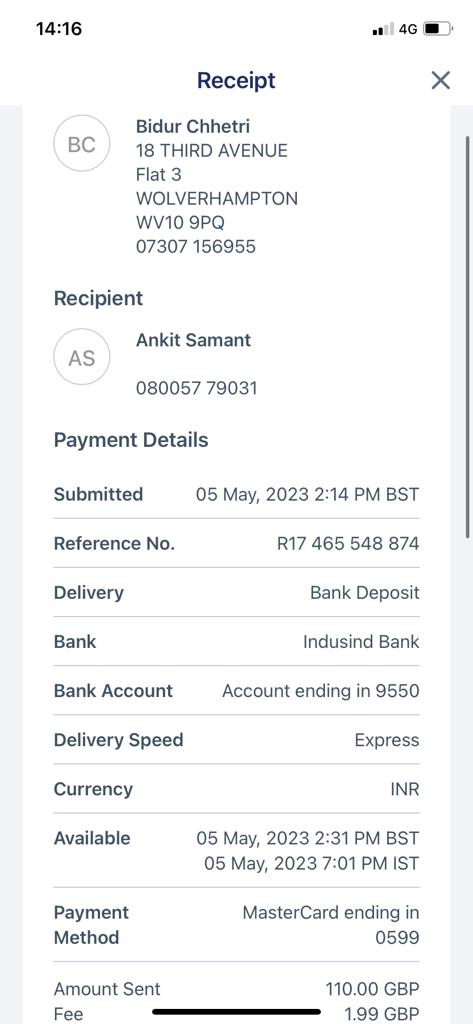 14:16
4G
Receipt
BC
Bidur Chhetri
18 THIRD AVENUE
Flat 3
WOLVERHAMPTON
WV10 9PQ
07307 156955
Recipient
AS
Ankit Samant
080057 79031
Payment Details
Submitted 05 May, 2023 2:14 PM BST
Reference No. R17 465 548 874
Delivery Bank Deposit
Bank Indusind Bank
Bank Account Account ending in 9550
Delivery Speed Express
Currency INR
Available 05 May, 2023 2:31 PM BST
05 May, 2023 7:01 PM IST
Payment MasterCard ending in
Method 0599
Amount Sent 110.00 GBP
Fee 1.99 GBP